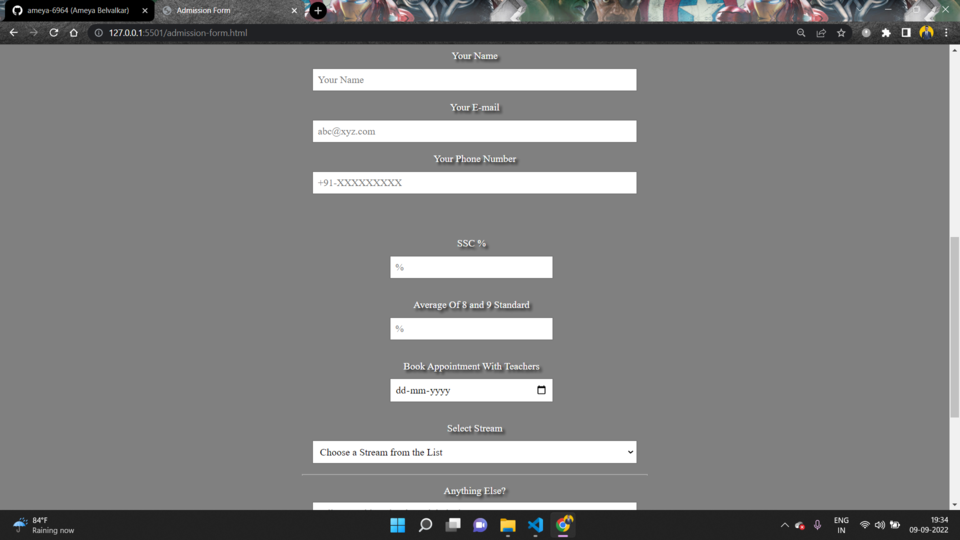 ameya-6964 (Ameya Belvalkar)
Admission Form
127.0.0.1:5501/admission-form.html
Your Name
Your Name
Your E-mail
abc@xyz.com
Your Phone Number
+91-XXXXXXXXX
SSC %
%
Average Of 8 and 9 Standard
%
Book Appointment With Teachers
dd-mm-yyyy
Select Stream
Choose a Stream from the List
Anything Else?
84°F
Raining now
ENG
IN
19:34
09-09-2022